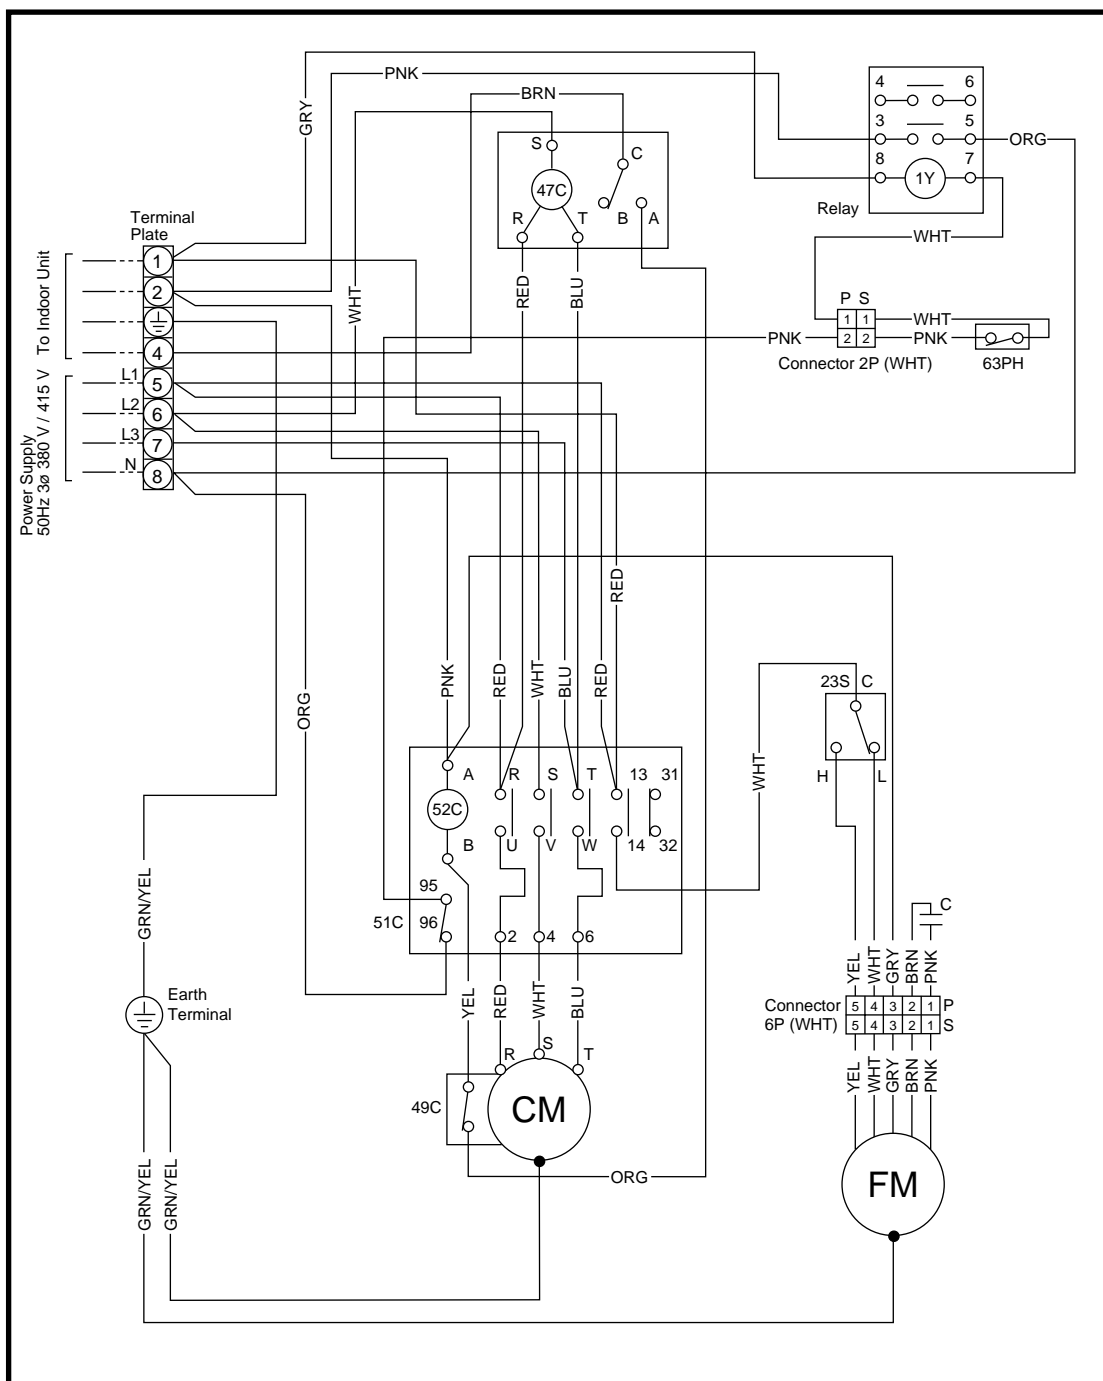 PNK
BRN
GRY
4 6
3 5
ORG
8 7
1Y
Relay
S
C
47C
R T B A
WHT
Terminal
Plate
1
2
4
5
6
7
8
To Indoor Unit
L1
L2
L3
N
Power Supply
50Hz 3ø 380 V / 415 V
WHT
RED
BLU
P S
1 1
2 2
WHT
PNK
PNK
Connector 2P (WHT)
63PH
RED
PNK
RED
WHT
BLU
RED
ORG
WHT
23S C
H L
A R S T 13 31
52C
B U V W 14 32
95
51C 96
2 4 6
GRN/YEL
C
YEL
WHT
GRY
BRN
PNK
Earth
Terminal
YEL
RED
WHT
BLU
Connector
6P (WHT)
5 4 3 2 1 P
5 4 3 2 1 S
YEL
WHT
GRY
BRN
PNK
R S T
49C
CM
ORG
FM
GRN/YEL
GRN/YEL